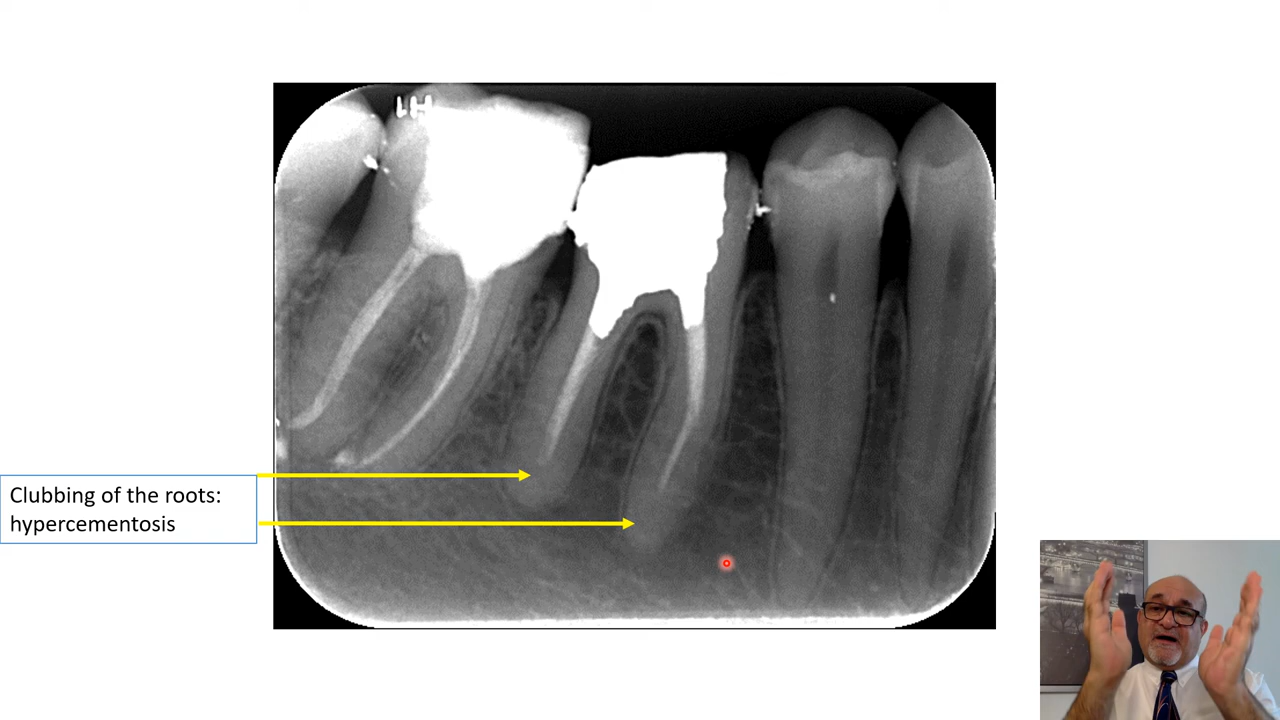 Clubbing of the roots:
hypercementosis